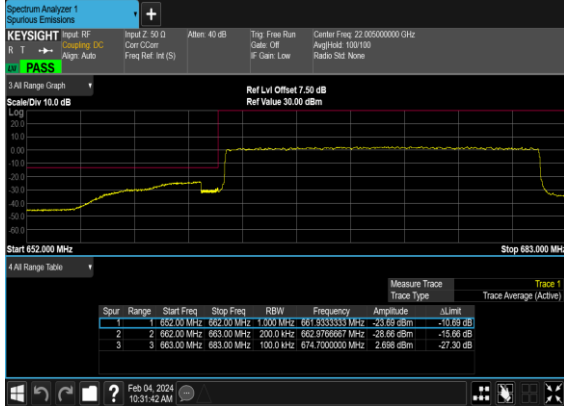 Spectrum Analyzer 1
Spurious Emissions
+
KEYSIGHT Input: RF Input Z: 50 Ω Atten: 40 dB Trig: Free Run Center Freq: 22.005000000 GHz
R T Coupling: DC Corr CCorr Gate: Off Avg|Hold: 100/100
Align: Auto Freq Ref: Int (S) IF Gain: Low Radio Std: None
LXI PASS
3 All Range Graph Ref Lvl Offset 7.50 dB
Scale/Div 10.0 dB Ref Value 30.00 dBm
Log
20.0
10.0
0.00
-10.0
-20.0
-30.0
-40.0
-50.0
-60.0
Start 652.000 MHz Stop 683.000 MHz
4 All Range Table
Measure Trace Trace 1
Trace Type Trace Average (Active)
Spur Range Start Freq Stop Freq RBW Frequency Amplitude ΔLimit
1 1 652.00 MHz 662.00 MHz 1.000 MHz 661.9333333 MHz -23.69 dBm -10.69 dB
2 2 662.00 MHz 663.00 MHz 200.0 kHz 662.9766667 MHz -28.66 dBm -15.66 dB
3 3 663.00 MHz 683.00 MHz 100.0 kHz 674.7000000 MHz 2.698 dBm -27.30 dB
? Feb 04, 2024
10:31:42 AM